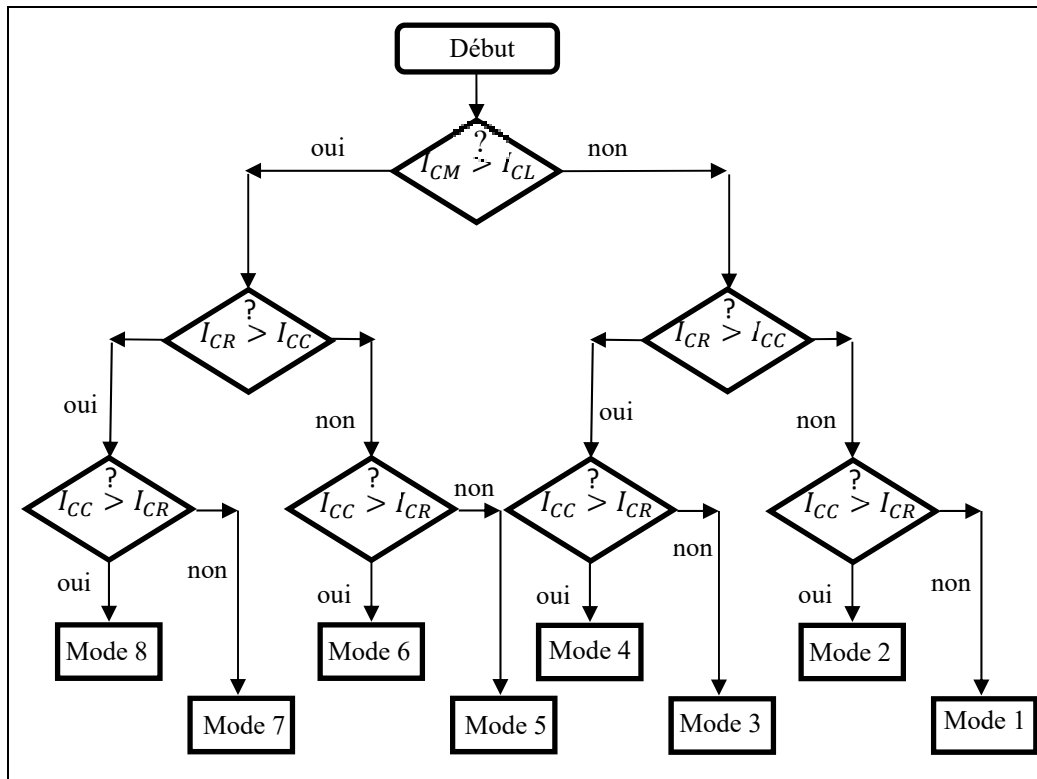 Début
?
oui I_CM > I_CL non
? ?
I_CR > I_CC I_CR > I_CC
oui non oui non
? ? ? ?
I_CC > I_CR I_CC > I_CR non I_CC > I_CR I_CC > I_CR
oui non oui oui non oui non
Mode 8 Mode 6 Mode 4 Mode 2
Mode 7 Mode 5 Mode 3 Mode 1